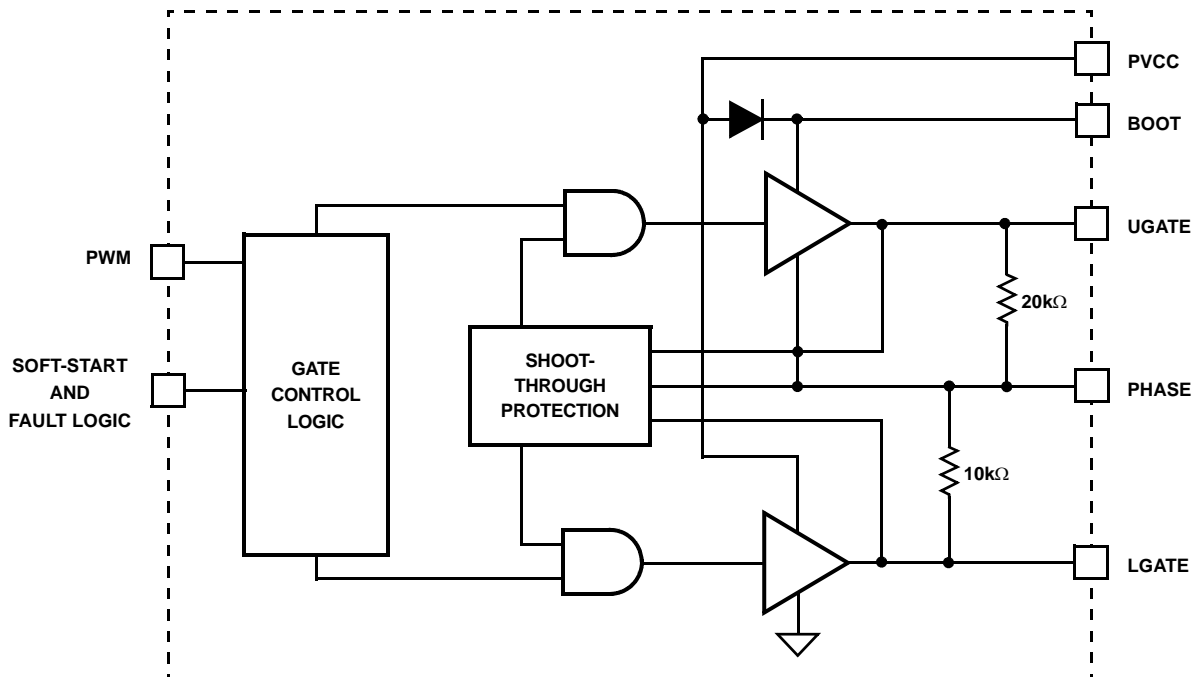 PVCC
BOOT
UGATE
PWM
20kΩ
SOFT-START
AND
FAULT LOGIC
GATE
CONTROL
LOGIC
SHOOT-
THROUGH
PROTECTION
PHASE
10kΩ
LGATE